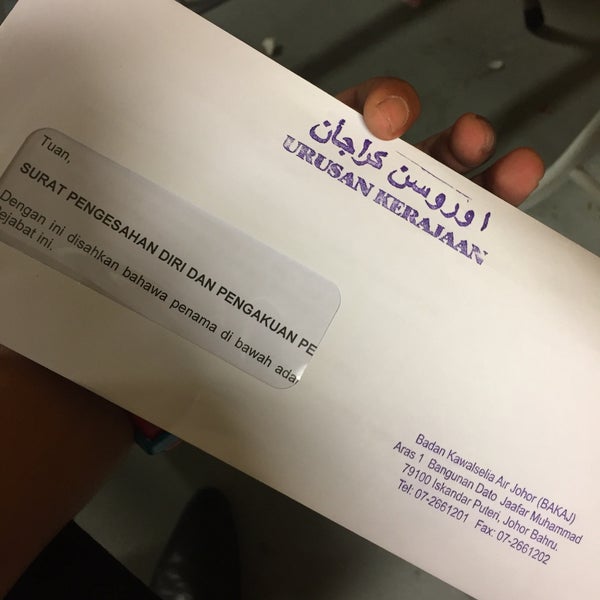 اوروسن كراجأن
URUSAN KERAJAAN
Tuan,
SURAT PENGESAHAN DIRI DAN PENGAKUAN PE
Dengan ini disahkan bahawa penama di bawah ada
Pejabat ini.
Badan Kawalselia Air Johor (BAKAJ)
Aras 1 Bangunan Dato Jaafar Muhammad
79100 Iskandar Puteri, Johor Bahru.
Tel: 07-2661201 Fax: 07-2661202